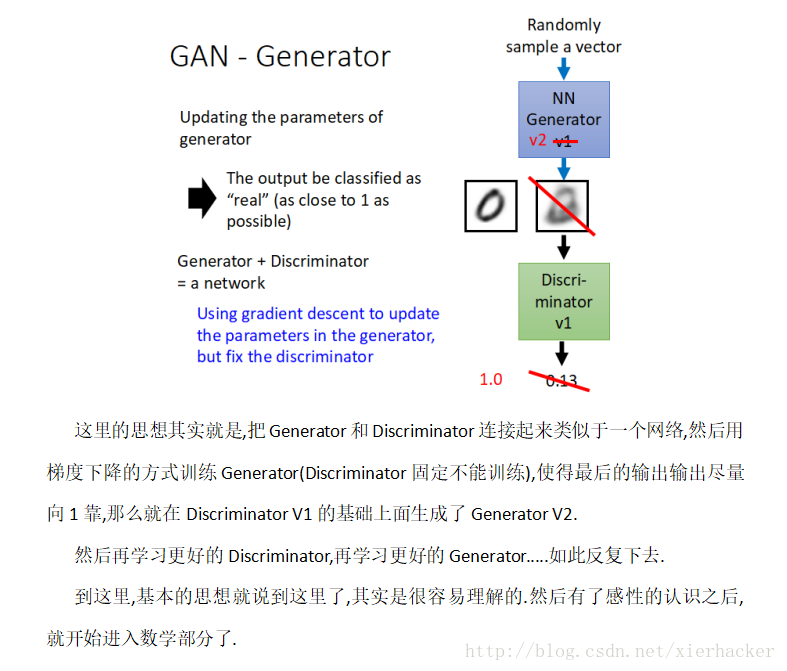 Randomly
sample a vector
GAN - Generator
NN
Generator
v2 v1
Updating the parameters of
generator
The output be classified as
“real” (as close to 1 as
possible)
Generator + Discriminator
= a network
Using gradient descent to update
the parameters in the generator,
but fix the discriminator
Discri-
minator
v1
1.0 0.13
这里的思想其实就是,把 Generator 和 Discriminator 连接起来类似于一个网络,然后用
梯度下降的方式训练 Generator(Discriminator 固定不能训练),使得最后的输出输出尽量
向 1 靠,那么就在 Discriminator V1 的基础上面生成了 Generator V2.
然后再学习更好的 Discriminator,再学习更好的 Generator.....如此反复下去.
到这里,基本的思想就说到这里了,其实是很容易理解的.然后有了感性的认识之后,
就开始进入数学部分了.
http://blog.csdn.net/xierhacker